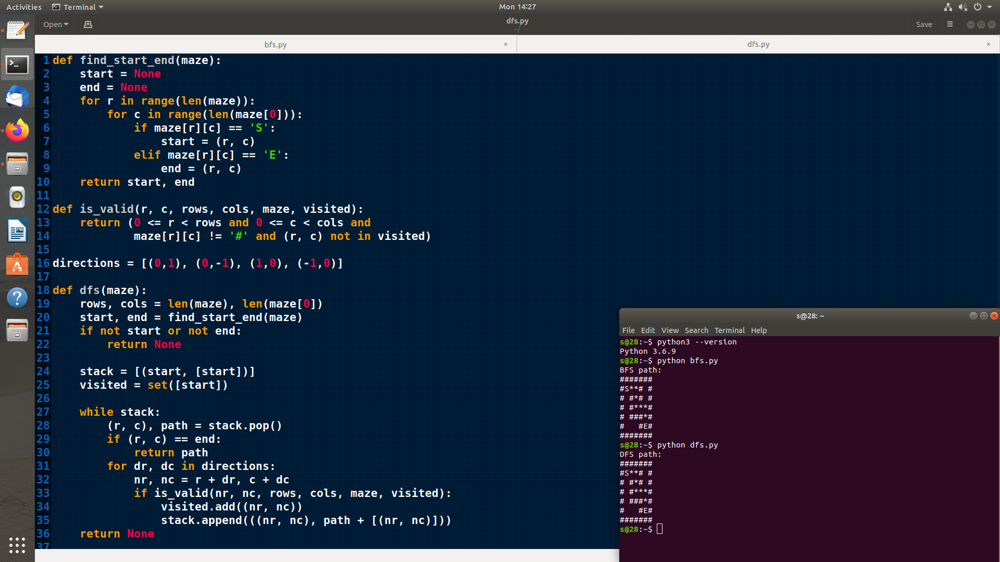 Activities
Terminal
Mon 14:27
Open
dfs.py
~/
Save
bfs.py
dfs.py
1 def find_start_end(maze):
2     start = None
3     end = None
4     for r in range(len(maze)):
5         for c in range(len(maze[0])):
6             if maze[r][c] == 'S':
7                 start = (r, c)
8             elif maze[r][c] == 'E':
9                 end = (r, c)
10     return start, end
11
12 def is_valid(r, c, rows, cols, maze, visited):
13     return (0 <= r < rows and 0 <= c < cols and
14             maze[r][c] != '#' and (r, c) not in visited)
15
16 directions = [(0,1), (0,-1), (1,0), (-1,0)]
17
18 def dfs(maze):
19     rows, cols = len(maze), len(maze[0])
20     start, end = find_start_end(maze)
21     if not start or not end:
22         return None
23
24     stack = [(start, [start])]
25     visited = set([start])
26
27     while stack:
28         (r, c), path = stack.pop()
29         if (r, c) == end:
30             return path
31         for dr, dc in directions:
32             nr, nc = r + dr, c + dc
33             if is_valid(nr, nc, rows, cols, maze, visited):
34                 visited.add((nr, nc))
35                 stack.append(((nr, nc), path + [(nr, nc)]))
36     return None
37
s@28: ~
File Edit View Search Terminal Help
s@28:~$ python3 --version
Python 3.6.9
s@28:~$ python bfs.py
BFS path:
#######
#S**# #
# #*# #
# #***#
# ###*#
#   #E#
#######
s@28:~$ python dfs.py
DFS path:
#######
#S**# #
# #*# #
# #***#
# ###*#
#   #E#
#######
s@28:~$